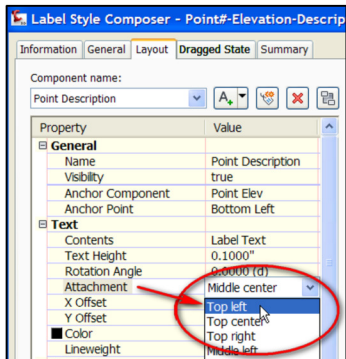 Label Style Composer - Point#-Elevation-Descrip
Information General Layout Dragged State Summary
Component name:
Point Description
Property Value
General
Name Point Description
Visibility true
Anchor Component Point Elev
Anchor Point Bottom Left
Text
Contents Label Text
Text Height 0.1000"
Rotation Angle 0.0000 (d)
Attachment Middle center
X Offset Top left
Y Offset Top center
Color Top right
Lineweight Middle left